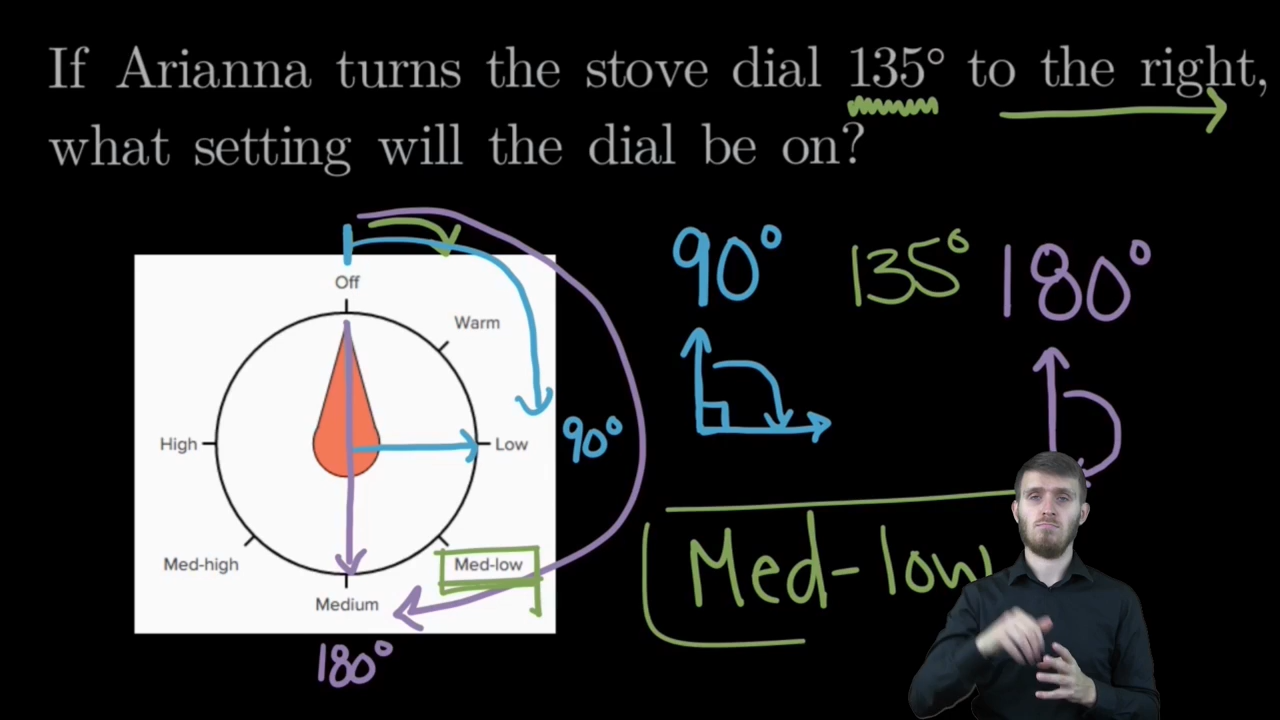 If Arianna turns the stove dial 135° to the right,
what setting will the dial be on?
90° 135° 180°
Off
Warm
High Low 90°
Med-high Med-low
Medium
180°
Med-low